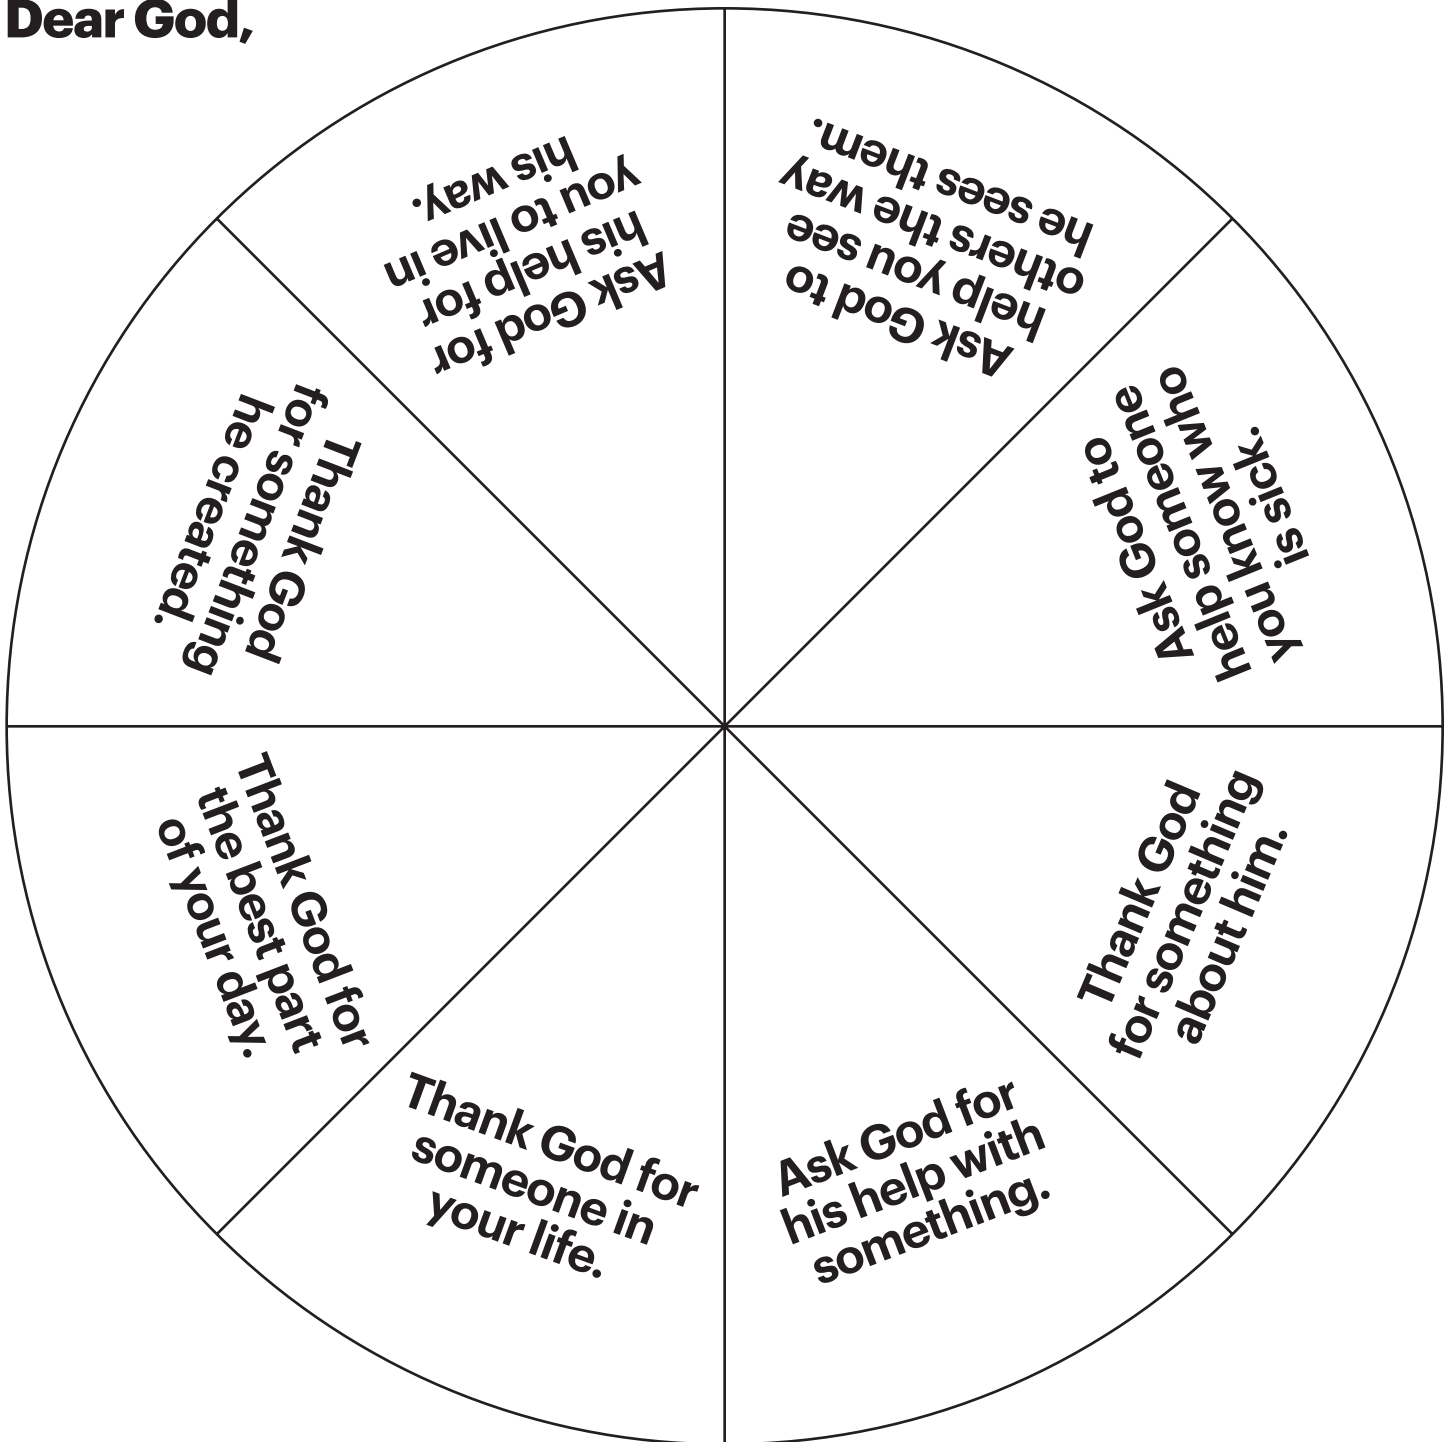 Dear God,
Ask God to
help you see
others the way
he sees them.
Ask God to
help someone
you know who
is sick.
Thank God
for something
about him.
Ask God for
his help with
something.
Thank God for
someone in
your life.
Thank God for
the best part
of your day.
Thank God
for something
he created.
Ask God for
his help for
you to live in
his way.